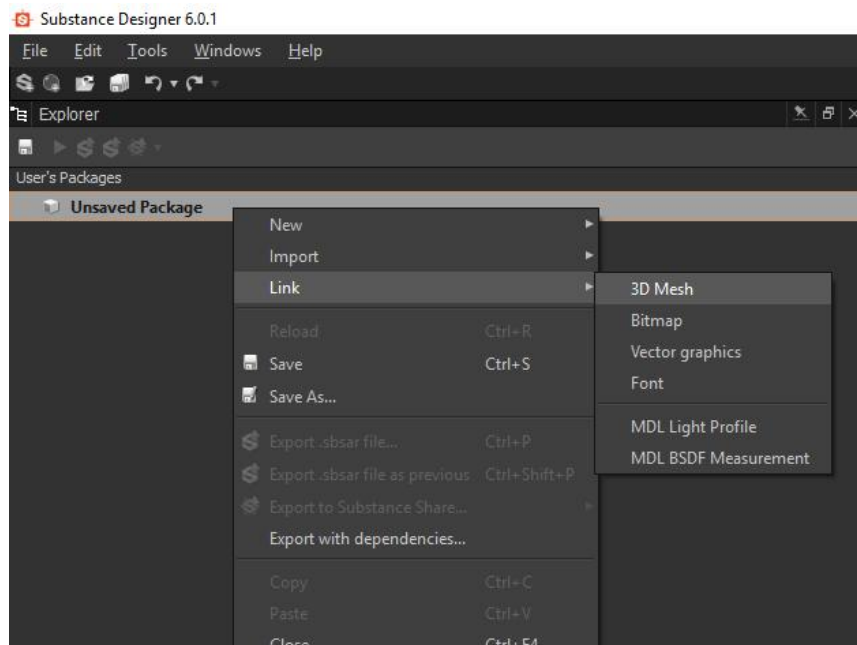 Substance Designer 6.0.1
File Edit Tools Windows Help
Explorer
User's Packages
Unsaved Package
New
Import
Link
3D Mesh
Bitmap
Vector graphics
Font
MDL Light Profile
MDL BSDF Measurement
Reload Ctrl+R
Save Ctrl+S
Save As...
Export .sbsar file... Ctrl+P
Export .sbsar file as previous Ctrl+Shift+P
Export to Substance Share...
Export with dependencies...
Copy Ctrl+C
Paste Ctrl+V
Close Ctrl+F4